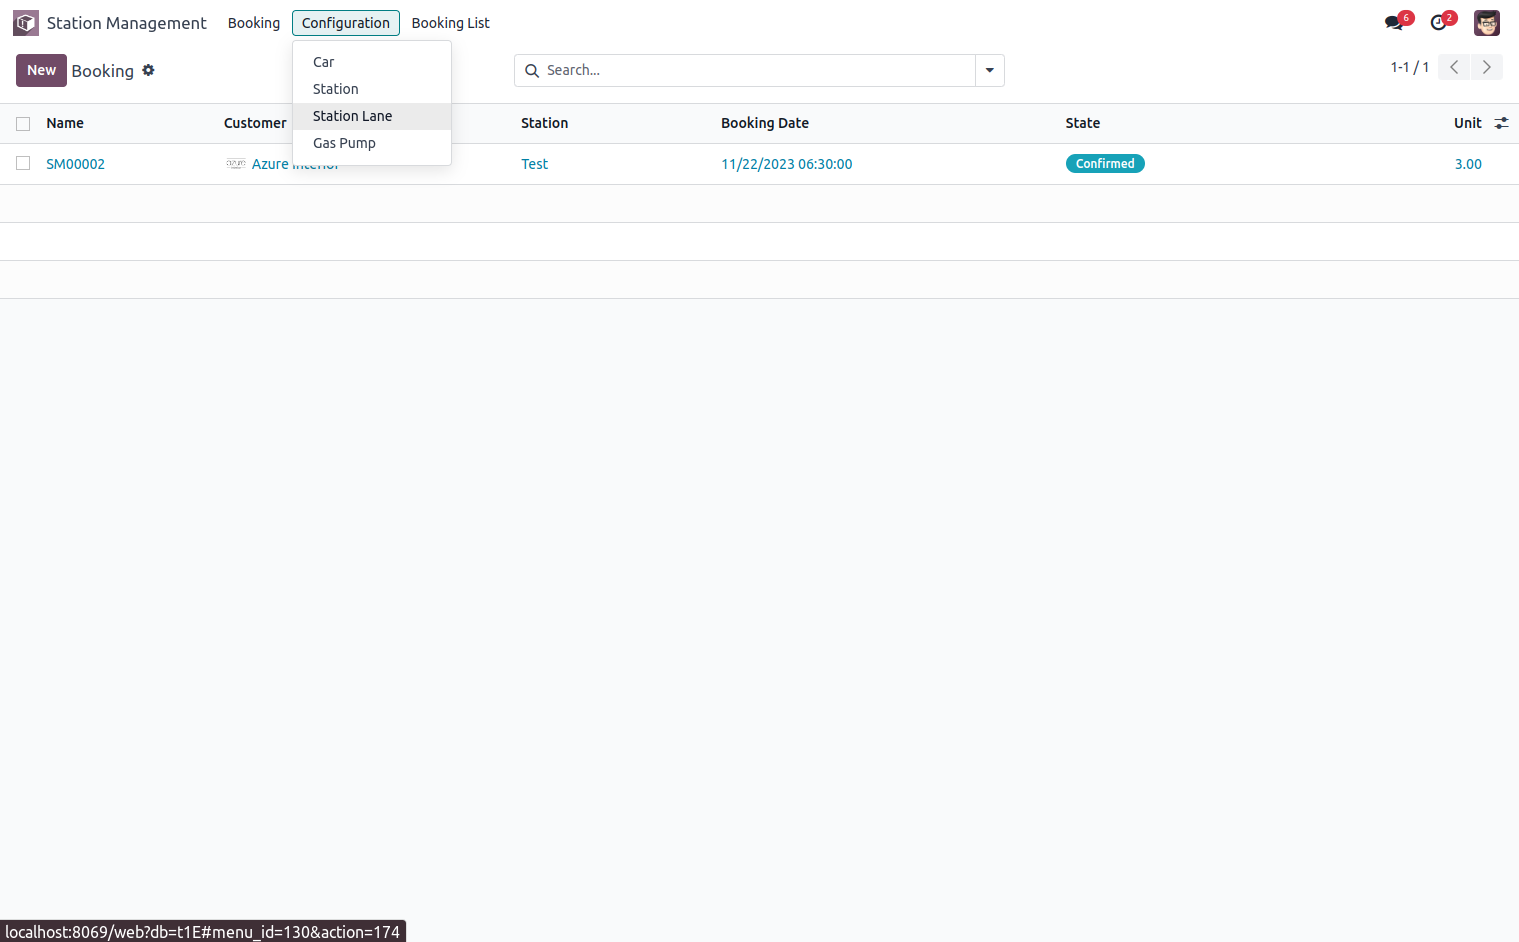 Station Management Booking Configuration Booking List 6 2
Car
New Booking Search... 1-1 / 1
Station
Station Lane
Name Customer Station Booking Date State Unit
Gas Pump
SM00002 Azure Interior Test 11/22/2023 06:30:00 Confirmed 3.00
localhost:8069/web?db=t1E#menu_id=130&action=174